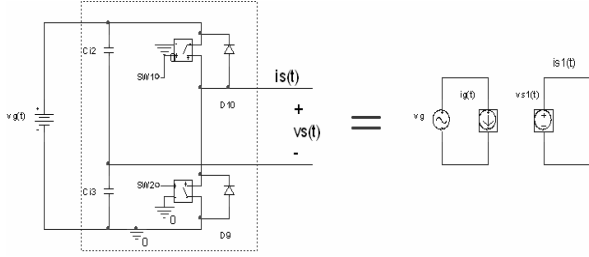 Ci2
SW1
D10
is(t)
+
vs(t)
-
vg(t)
+
-
Ci3
SW2
0
D9
0
=
vg
ig(t)
vs1(t)
is1(t)
+
-